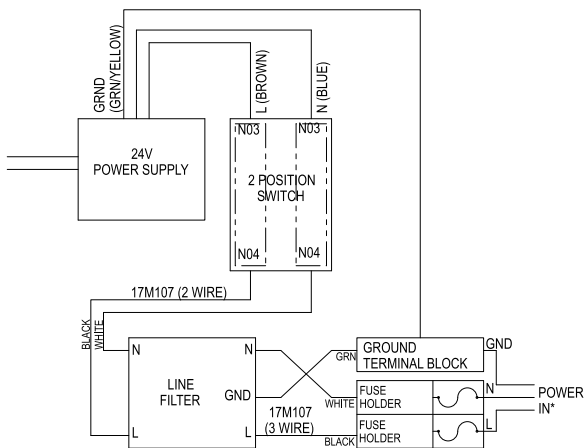 GRND
(GRN/YELLOW)
L (BROWN)
N (BLUE)
24V
POWER SUPPLY
N03
N03
2 POSITION
SWITCH
N04
N04
17M107 (2 WIRE)
BLACK
WHITE
N
N
GND
LINE
FILTER
L
L
17M107
(3 WIRE)
GRN
WHITE
BLACK
GROUND
TERMINAL BLOCK
GND
FUSE
HOLDER
N
FUSE
HOLDER
L
POWER
IN*